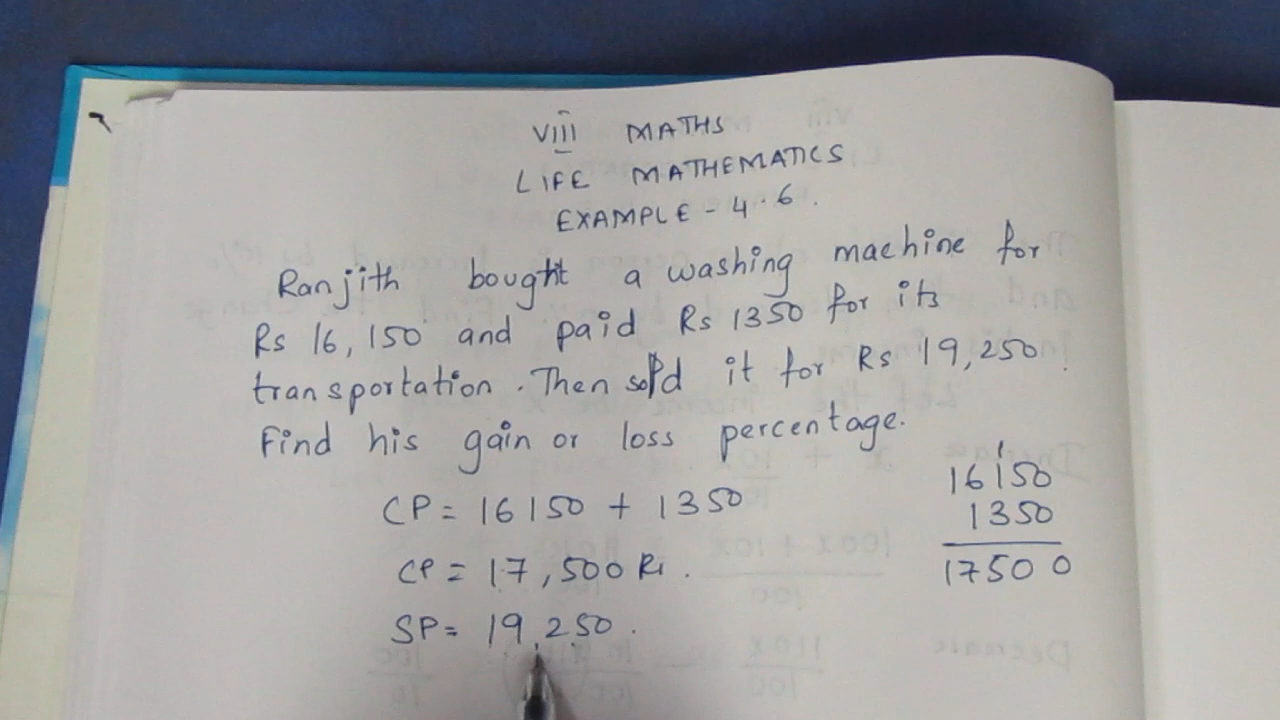 VIII MATHS
LIFE MATHEMATICS
EXAMPLE - 4.6.
Ranjith bought a washing machine for
Rs 16,150 and paid Rs 1350 for its
transportation. Then sold it for Rs 19,250.
Find his gain or loss percentage.
CP = 16150 + 1350
CP = 17,500 Rs.
SP = 19,250.
1
16150
1350
17500